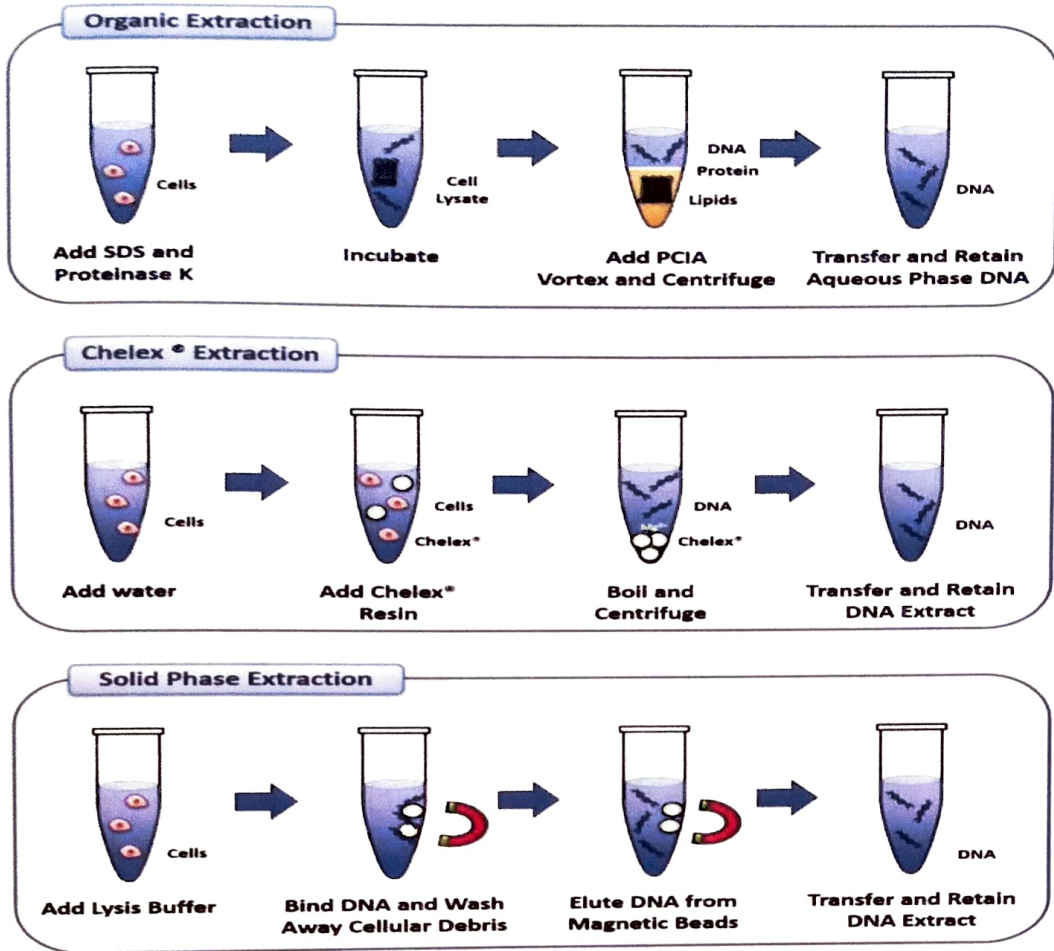 Organic Extraction
Cells
Cell
Lysate
DNA
Protein
Lipids
DNA
Add SDS and
Proteinase K
Incubate
Add PCIA
Vortex and Centrifuge
Transfer and Retain
Aqueous Phase DNA
Chelex ® Extraction
Cells
Cells
Chelex®
DNA
Chelex®
DNA
Add water
Add Chelex®
Resin
Boil and
Centrifuge
Transfer and Retain
DNA Extract
Solid Phase Extraction
Cells
DNA
Add Lysis Buffer
Bind DNA and Wash
Away Cellular Debris
Elute DNA from
Magnetic Beads
Transfer and Retain
DNA Extract